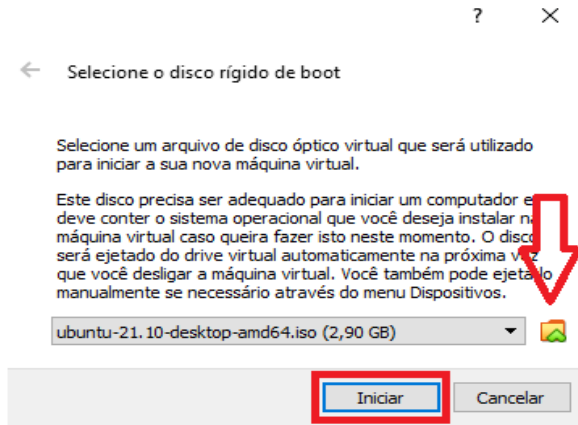 ?
Selecione o disco rígido de boot
Selecione um arquivo de disco óptico virtual que será utilizado
para iniciar a sua nova máquina virtual.
Este disco precisa ser adequado para iniciar um computador e
deve conter o sistema operacional que você deseja instalar na
máquina virtual caso queira fazer isto neste momento. O disco
será ejetado do drive virtual automaticamente na próxima vez
que você desligar a máquina virtual. Você também pode ejetá-lo
manualmente se necessário através do menu Dispositivos.
ubuntu-21.10-desktop-amd64.iso (2,90 GB)
Iniciar Cancelar